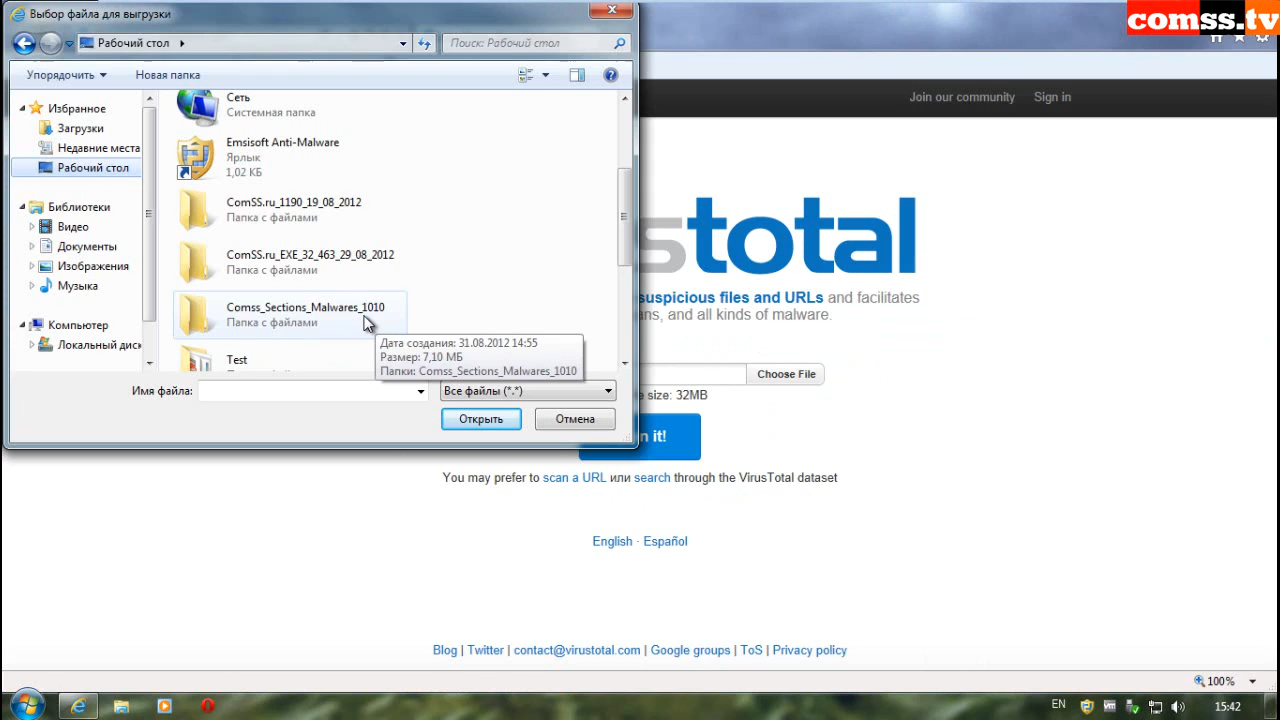 Выбор файла для выгрузки
comss.tv
Рабочий стол
Поиск: Рабочий стол
Упорядочить
Новая папка
Избранное
Загрузки
Недавние места
Рабочий стол
Библиотеки
Видео
Документы
Изображения
Музыка
Компьютер
Локальный диск
Сеть
Системная папка
Emsisoft Anti-Malware
Ярлык
1,02 КБ
ComSS.ru_1190_19_08_2012
Папка с файлами
ComSS.ru_EXE_32_463_29_08_2012
Папка с файлами
Comss_Sections_Malwares_1010
Папка с файлами
Test
Дата создания: 31.08.2012 14:55
Размер: 7,10 МБ
Папки: Comss_Sections_Malwares_1010
Имя файла:
Все файлы (*.*)
Открыть
Отмена
Join our community
Sign in
stotal
suspicious files and URLs and facilitates
ans, and all kinds of malware.
Choose File
e size: 32MB
n it!
You may prefer to scan a URL или search through the VirusTotal dataset
English · Español
Blog | Twitter | contact@virustotal.com | Google groups | ToS | Privacy policy
100%
EN
15:42